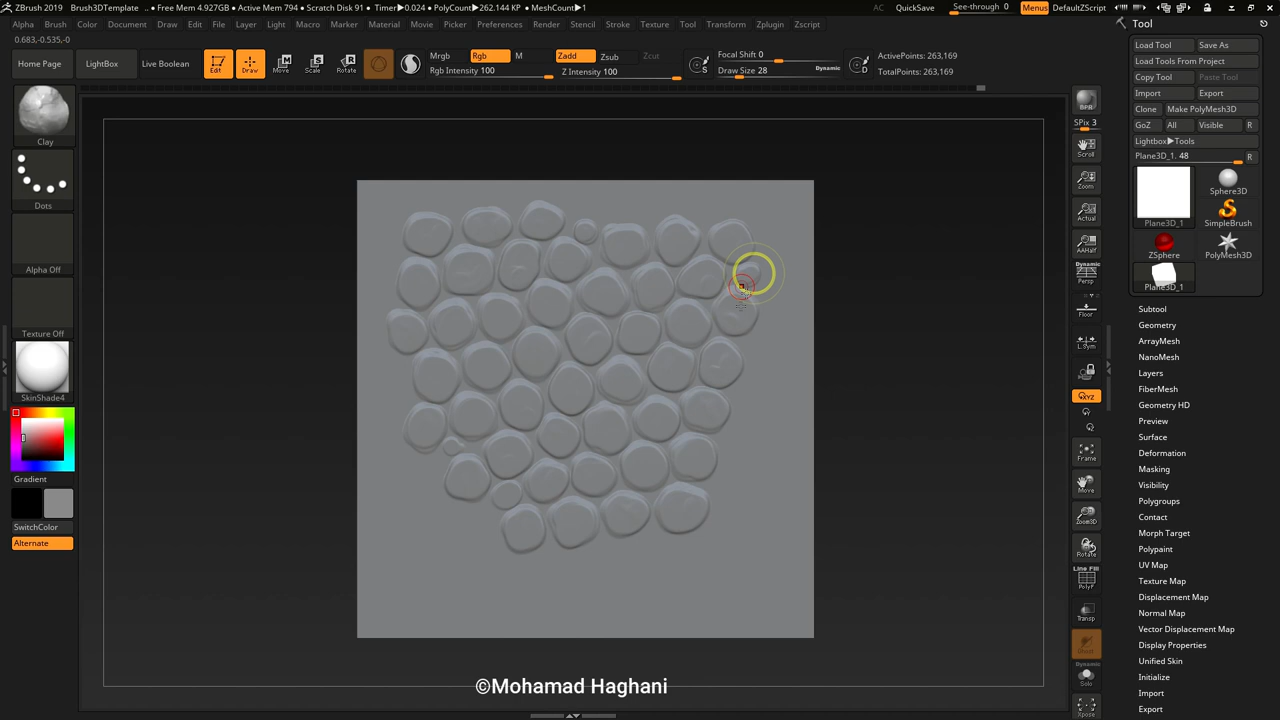 ZBrush 2019 Brush3DTemplate .. • Free Mem 4.927GB • Active Mem 794 • Scratch Disk 91 • Timer▶0.024 • PolyCount▶262.144 KP • MeshCount▶1 AC QuickSave See-through 0 Menus DefaultZScript
Alpha Brush Color Document Draw Edit File Layer Light Macro Marker Material Movie Picker Preferences Render Stencil Stroke Texture Tool Transform Zplugin Zscript
0.683,-0.535,-0
Home Page LightBox Live Boolean Edit Draw Move Scale Rotate
Mrgb Rgb M Zadd Zsub Zcut Focal Shift 0 ActivePoints: 263,169
Rgb Intensity 100 Z Intensity 100 Draw Size 28 Dynamic TotalPoints: 263,169
S
D
Clay
Dots
Alpha Off
Texture Off
SkinShade4
Gradient
SwitchColor
Alternate
©Mohamad Haghani
BPR
SPix 3
Scroll
Zoom
Actual
AAHalf
Dynamic
Persp
Floor
L.Sym
XYZ
Frame
Move
Zoom3D
Rotate
Line Fill
PolyF
Transp
Ghost
Dynamic
Solo
Xpose
Tool
Load Tool Save As
Load Tools From Project
Copy Tool Paste Tool
Import Export
Clone Make PolyMesh3D
GoZ All Visible R
Lightbox▶Tools
Plane3D_1. 48 R
Plane3D_1 Sphere3D
SimpleBrush
ZSphere PolyMesh3D
Plane3D_1
Subtool
Geometry
ArrayMesh
NanoMesh
Layers
FiberMesh
Geometry HD
Preview
Surface
Deformation
Masking
Visibility
Polygroups
Contact
Morph Target
Polypaint
UV Map
Texture Map
Displacement Map
Normal Map
Vector Displacement Map
Display Properties
Unified Skin
Initialize
Import
Export